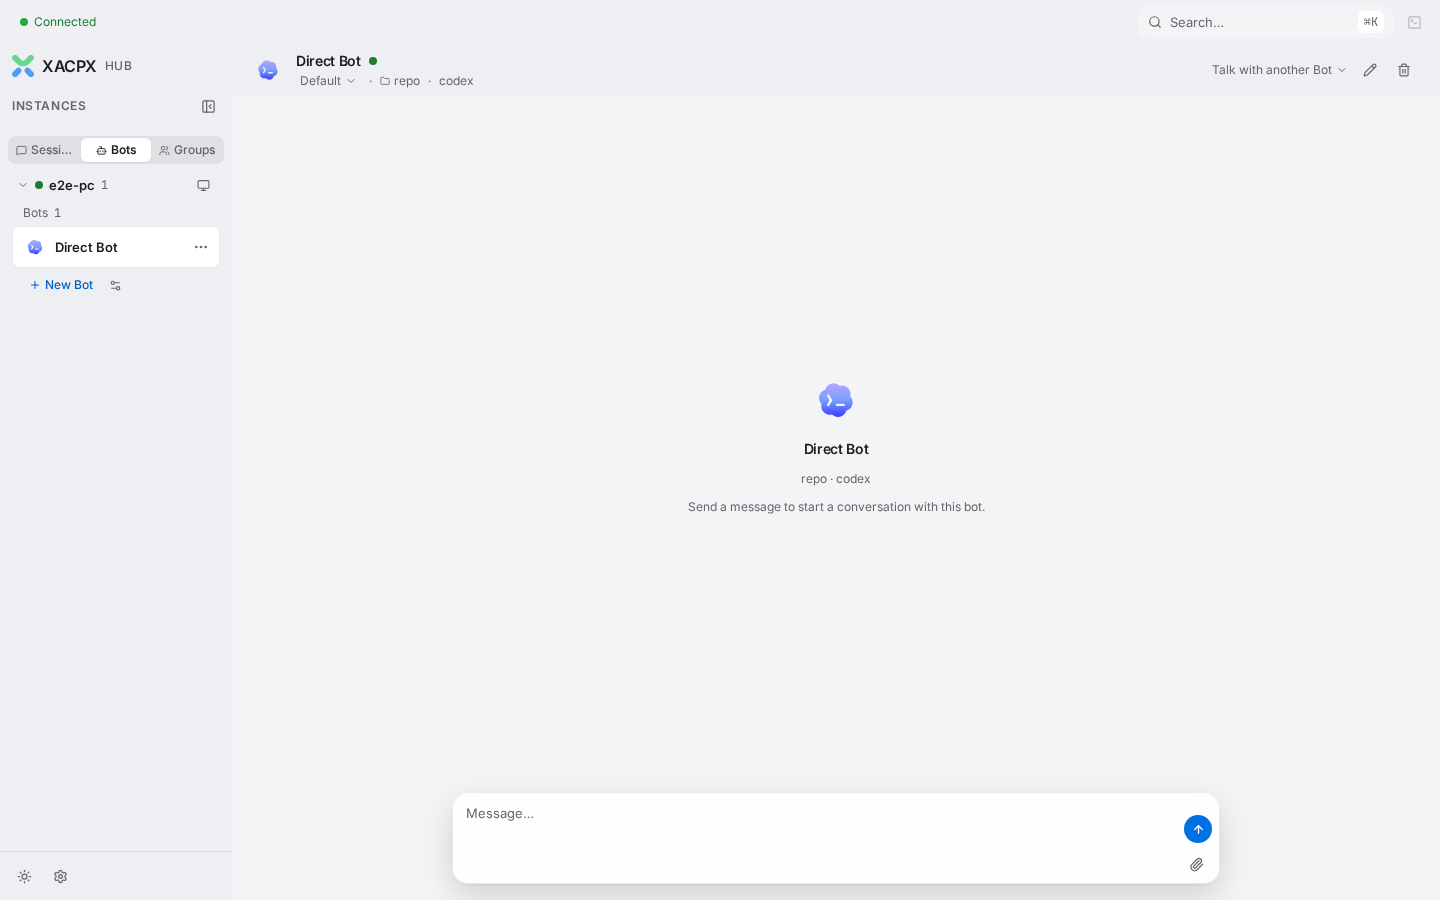 Connected
Search...
⌘K
XACPX HUB
INSTANCES
Sessi...
Bots
Groups
e2e-pc 1
Bots 1
Direct Bot
New Bot
Direct Bot
Default · repo · codex
Talk with another Bot
Direct Bot
repo · codex
Send a message to start a conversation with this bot.
Message...